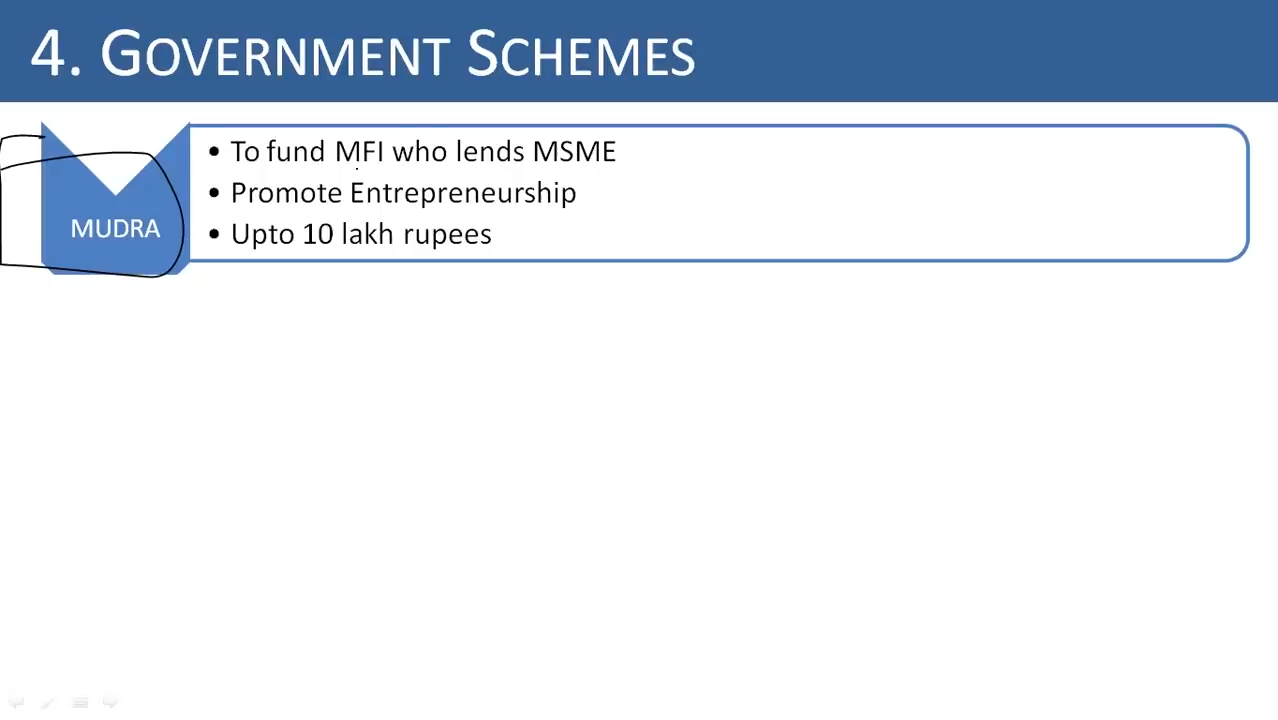 4. GOVERNMENT SCHEMES
MUDRA
• To fund MFI who lends MSME
• Promote Entrepreneurship
• Upto 10 lakh rupees